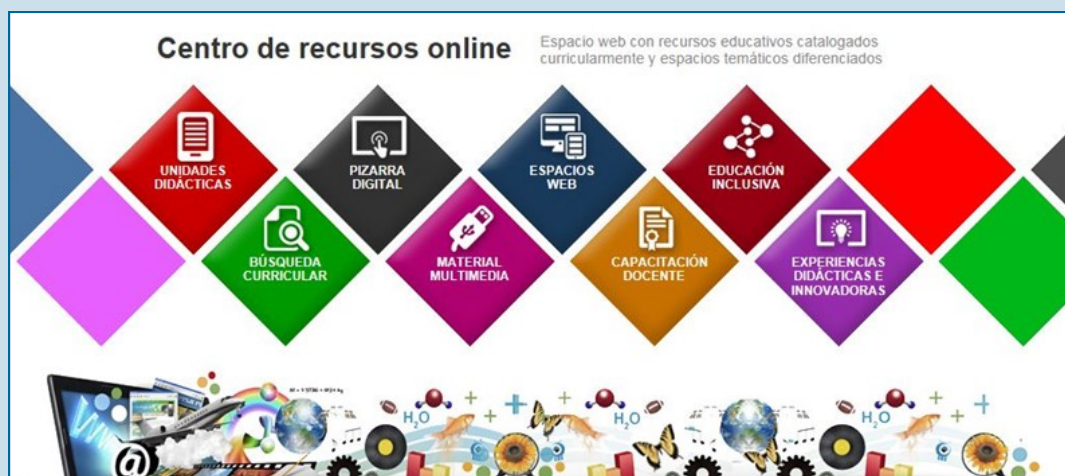 Centro de recursos online
Espacio web con recursos educativos catalogados
curricularmente y espacios temáticos diferenciados
UNIDADES
DIDÁCTICAS
PIZARRA
DIGITAL
ESPACIOS
WEB
EDUCACIÓN
INCLUSIVA
BÚSQUEDA
CURRICULAR
MATERIAL
MULTIMEDIA
CAPACITACIÓN
DOCENTE
EXPERIENCIAS
DIDÁCTICAS E
INNOVADORAS
H₂O
H₂O
H₂O
@